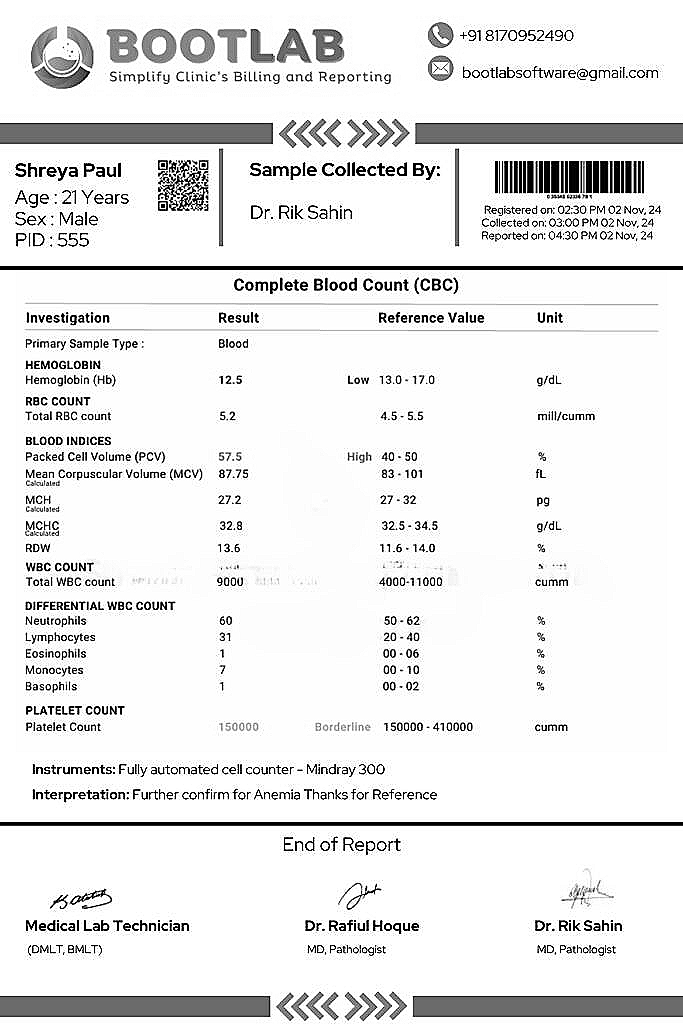 BOOTLAB
Simplify Clinic's Billing and Reporting
+91 8170952490
bootlabsoftware@gmail.com
Shreya Paul
Age : 21 Years
Sex : Male
PID : 555
Sample Collected By:
Dr. Rik Sahin
Registered on: 02:30 PM 02 Nov, 24
Collected on: 03:00 PM 02 Nov, 24
Reported on: 04:30 PM 02 Nov, 24
Complete Blood Count (CBC)
Investigation Result Reference Value Unit
Primary Sample Type : Blood
HEMOGLOBIN
Hemoglobin (Hb) 12.5 Low 13.0 - 17.0 g/dL
RBC COUNT
Total RBC count 5.2 4.5 - 5.5 mill/cumm
BLOOD INDICES
Packed Cell Volume (PCV) 57.5 High 40 - 50 %
Mean Corpuscular Volume (MCV) 87.75 83 - 101 fL
Calculated
MCH 27.2 27 - 32 pg
Calculated
MCHC 32.8 32.5 - 34.5 g/dL
Calculated
RDW 13.6 11.6 - 14.0 %
WBC COUNT
Total WBC count 9000 4000-11000 cumm
DIFFERENTIAL WBC COUNT
Neutrophils 60 50 - 62 %
Lymphocytes 31 20 - 40 %
Eosinophils 1 00 - 06 %
Monocytes 7 00 - 10 %
Basophils 1 00 - 02 %
PLATELET COUNT
Platelet Count 150000 Borderline 150000 - 410000 cumm
Instruments: Fully automated cell counter - Mindray 300
Interpretation: Further confirm for Anemia Thanks for Reference
End of Report
Medical Lab Technician
(DMLT, BMLT)
Dr. Rafiul Hoque
MD, Pathologist
Dr. Rik Sahin
MD, Pathologist